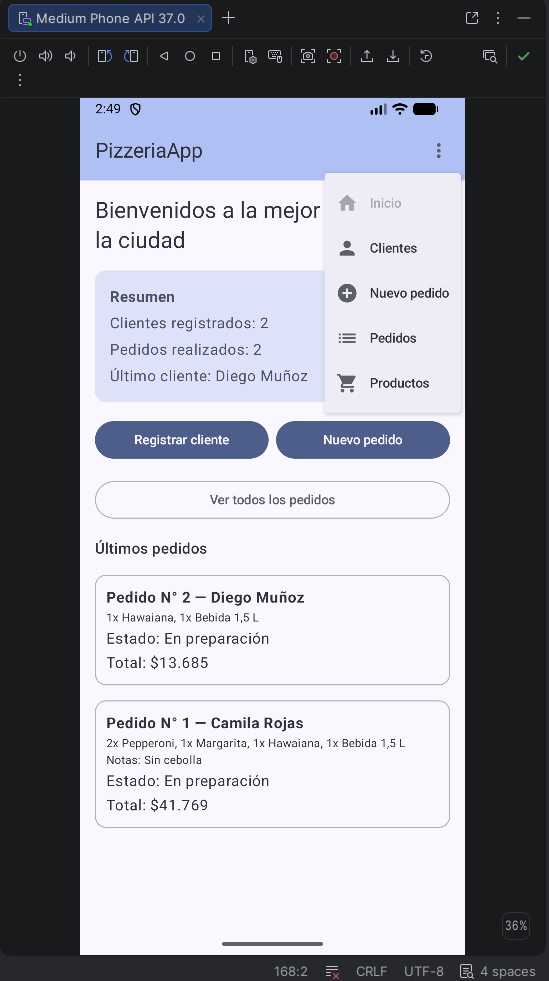 Medium Phone API 37.0
2:49
PizzeriaApp
Bienvenidos a la mejor
la ciudad
Inicio
Clientes
Nuevo pedido
Pedidos
Productos
Resumen
Clientes registrados: 2
Pedidos realizados: 2
Último cliente: Diego Muñoz
Registrar cliente
Nuevo pedido
Ver todos los pedidos
Últimos pedidos
Pedido N° 2 — Diego Muñoz
1x Hawaiana, 1x Bebida 1,5 L
Estado: En preparación
Total: $13.685
Pedido N° 1 — Camila Rojas
2x Pepperoni, 1x Margarita, 1x Hawaiana, 1x Bebida 1,5 L
Notas: Sin cebolla
Estado: En preparación
Total: $41.769
36%
168:2 CRLF UTF-8 4 spaces